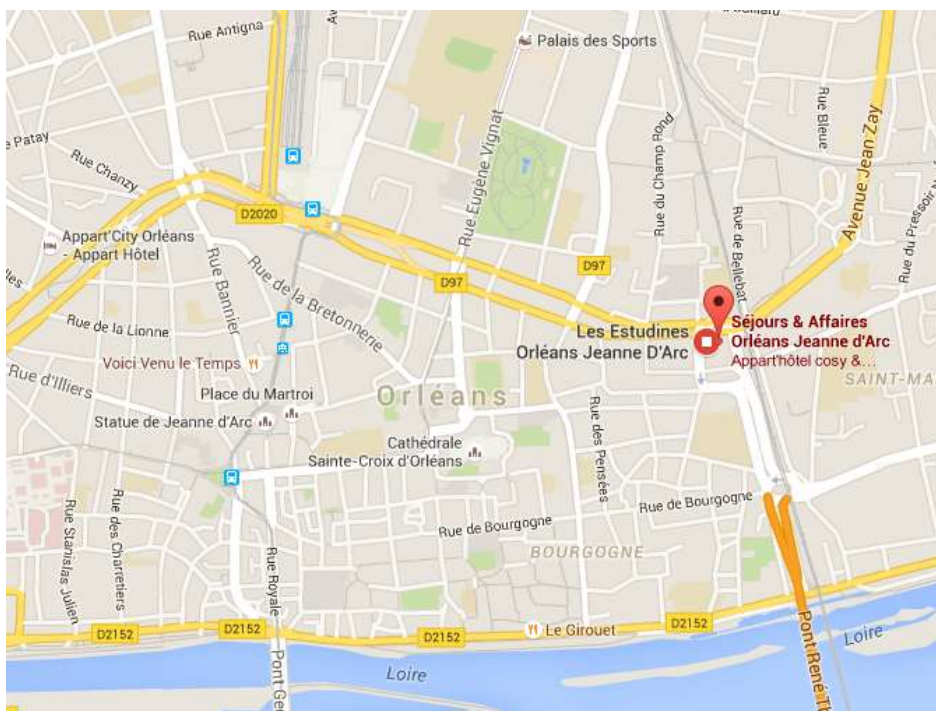 Rue Antigna
Palais des Sports
Rue Bleue
Patay
Rue Chanzy
Rue Eugène Vignat
Rue du Champ Rond
Avenue Jean Zay
Rue du Pressoir
D2020
Appart'City Orléans
- Appart Hôtel
Rue Bannier
Rue de la Bretonnerie
D97
D97
Rue de Bellebat
Rue de la Lionne
Les Estudines
Orléans Jeanne D'Arc
Séjours & Affaires
Orléans Jeanne d'Arc
Appart'hôtel cosy &...
Voici Venu le Temps
Rue d'Illiers
Place du Martroi
Statue de Jeanne d'Arc
Orléans
SAINT-MA
Cathédrale
Sainte-Croix d'Orléans
Rue des Pensées
Rue de Bourgogne
Rue de Bourgogne
BOURGOGNE
Rue Stanislas Julien
Rue des Charretiers
Rue Royale
D2152
D2152
Le Girouet
D2152
Loire
Loire
Pont Geo
Pont René Th